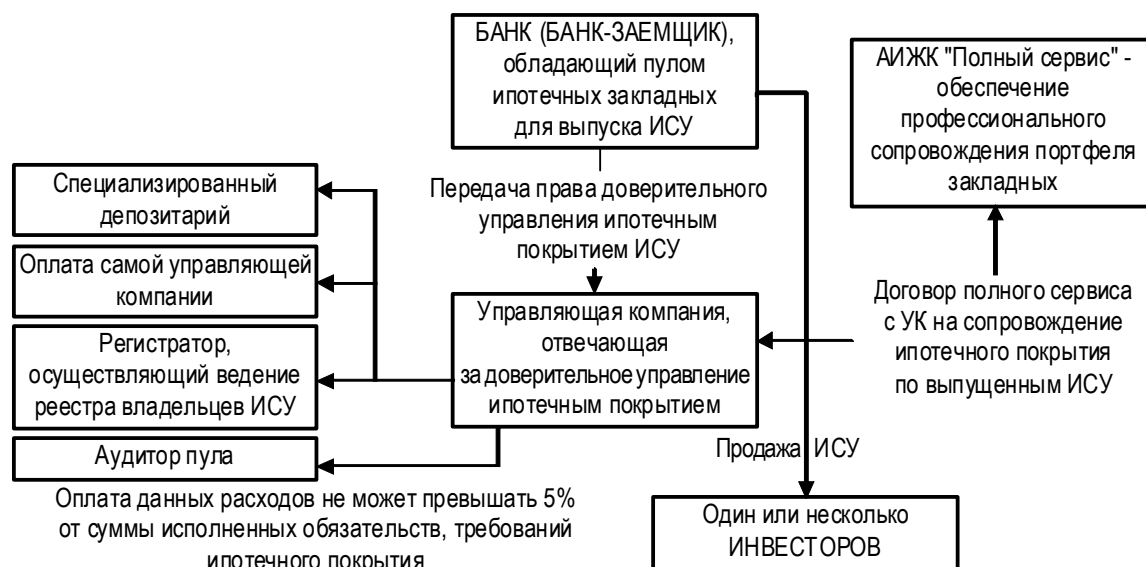 БАНК (БАНК-ЗАЕМЩИК),
обладающий пулом
ипотечных закладных
для выпуска ИСУ
АИЖК "Полный сервис" -
обеспечение
профессионального
сопровождения портфеля
закладных
Специализированный
депозитарий
Передача права доверительного
управления ипотечным
покрытием ИСУ
Оплата самой управляющей
компании
Управляющая компания,
отвечающая
за доверительное управление
ипотечным покрытием
Договор полного сервиса
с УК на сопровождение
ипотечного покрытия
по выпущенным ИСУ
Регистратор,
осуществляющий ведение
реестра владельцев ИСУ
Аудитор пула
Продажа ИСУ
Оплата данных расходов не может превышать 5%
от суммы исполненных обязательств, требований
ипотечного покрытия
Один или несколько
ИНВЕСТОРОВ